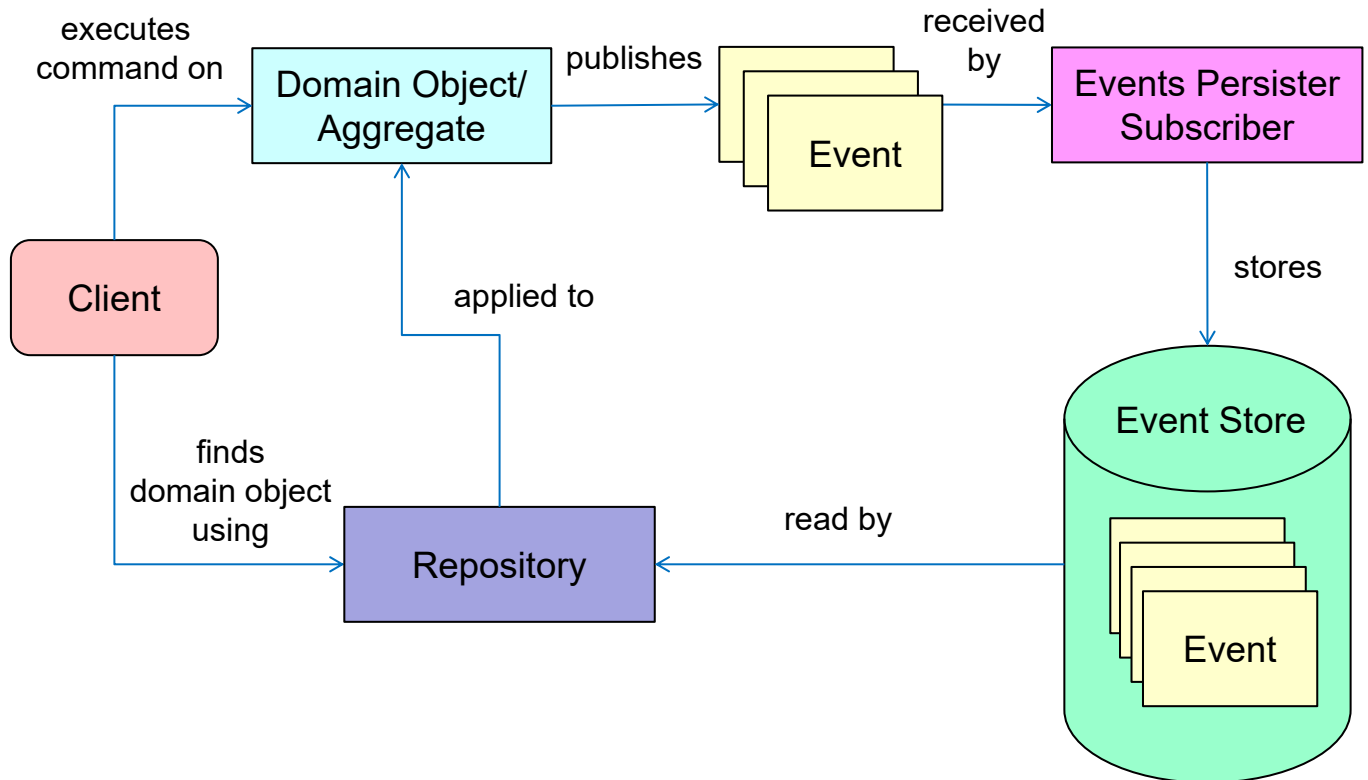 executes
command on
Domain Object/
Aggregate
publishes
Event
received
by
Events Persister
Subscriber
Client
applied to
stores
Event Store
finds
domain object
using
Repository
read by
Event